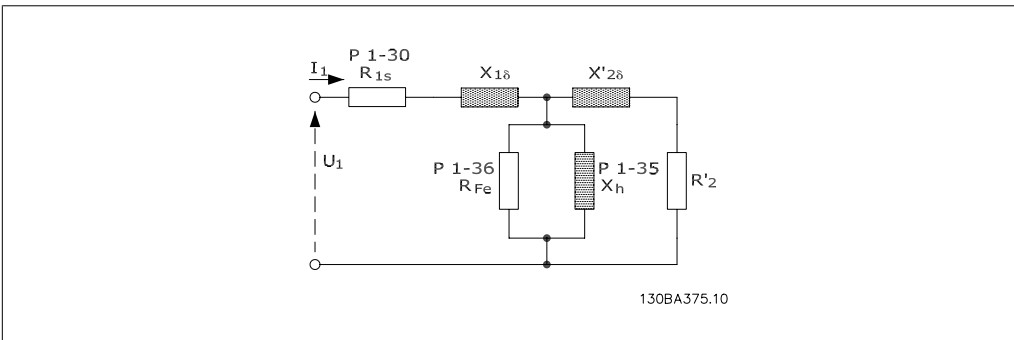 P 1-30
I1
R1s
X1δ
X'2δ
U1
P 1-36
RFe
P 1-35
Xh
R'2
130BA375.10